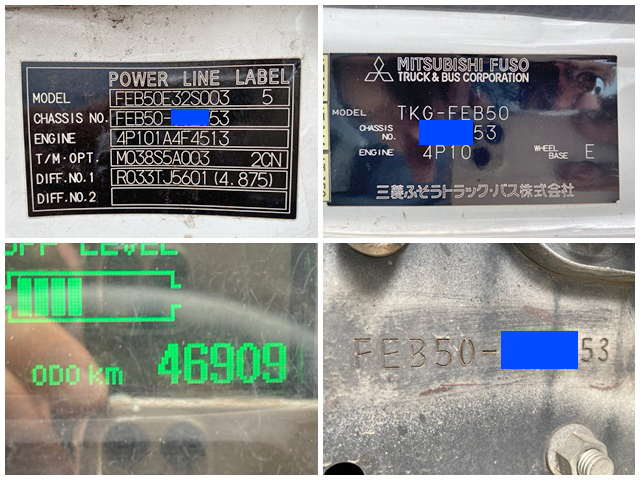 POWER LINE LABEL
MODEL FEB50E32S003 5
CHASSIS NO. FEB50- 53
ENGINE 4P101A4F4513
T/M·OPT. M038S5A003 2CN
DIFF.NO.1 R033TJ5601 (4.875)
DIFF.NO.2
MITSUBISHI FUSO
TRUCK & BUS CORPORATION
MODEL TKG-FEB50
CHASSIS NO. 53
ENGINE 4P10 WHEEL BASE E
三菱ふそうトラック・バス株式会社
LEVEL
ODO km 46909
FEB50- 53